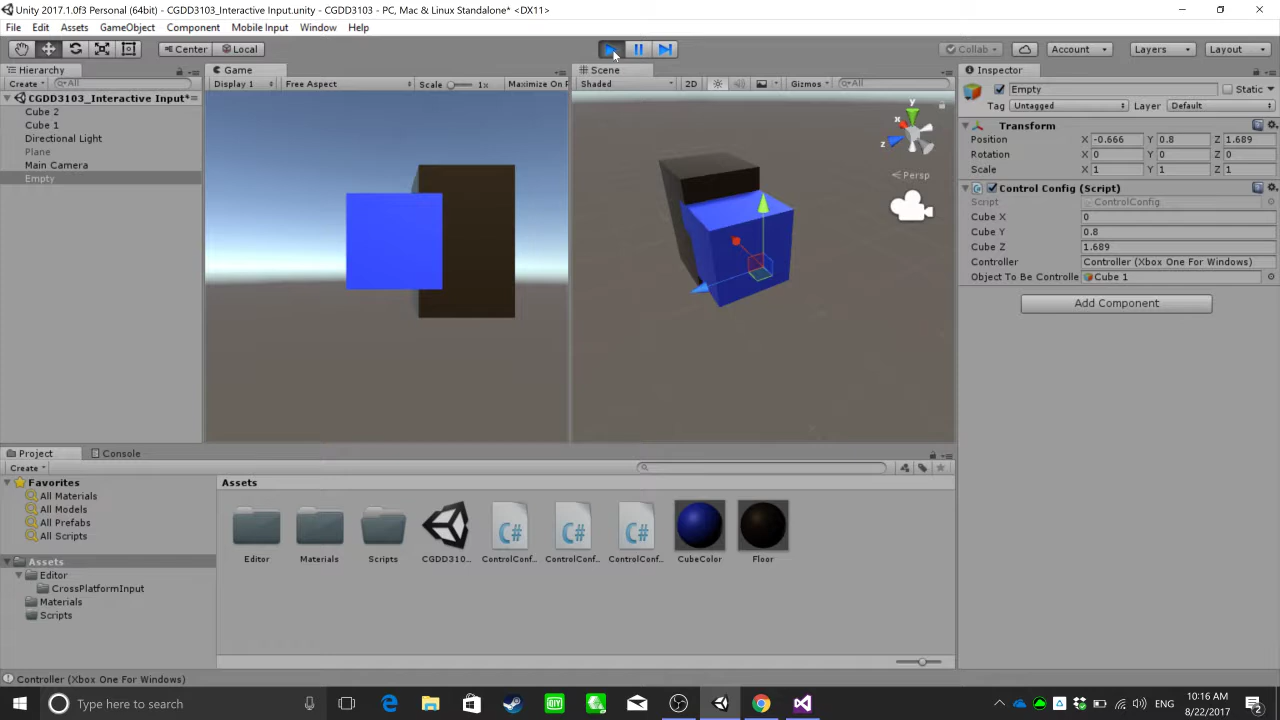 Unity 2017.1.0f3 Personal (64bit) - CGDD3103_Interactive Input.unity - CGDD3103 - PC, Mac & Linux Standalone* <DX11>
File Edit Assets GameObject Component Mobile Input Window Help
Center Local Collab Account Layers Layout
Hierarchy
Create All
CGDD3103_Interactive Input*
Cube 2
Cube 1
Directional Light
Plane
Main Camera
Empty
Game
Display 1 Free Aspect Scale 1x Maximize On P
Scene
Shaded 2D Gizmos All
y
x
z
Persp
Inspector
Empty Static
Tag Untagged Layer Default
Transform
Position X -0.666 Y 0.8 Z 1.689
Rotation X 0 Y 0 Z 0
Scale X 1 Y 1 Z 1
Control Config (Script)
Script ControlConfig
Cube X 0
Cube Y 0.8
Cube Z 1.689
Controller Controller (Xbox One For Windows)
Object To Be Controlle Cube 1
Add Component
Project Console
Create
Favorites
All Materials
All Models
All Prefabs
All Scripts
Assets
Editor
CrossPlatformInput
Materials
Scripts
Assets
C# C# C#
Editor Materials Scripts CGDD310... ControlConf... ControlConf... ControlConf... CubeColor Floor
Controller (Xbox One For Windows)
Type here to search
DIY
ENG
10:16 AM
8/22/2017